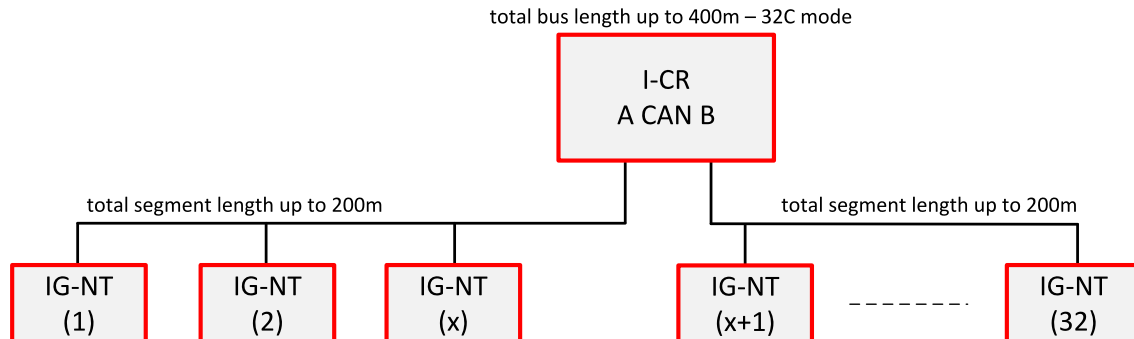 total bus length up to 400m – 32C mode
I-CR
A CAN B
total segment length up to 200m
total segment length up to 200m
IG-NT
(1)
IG-NT
(2)
IG-NT
(x)
IG-NT
(x+1)
IG-NT
(32)